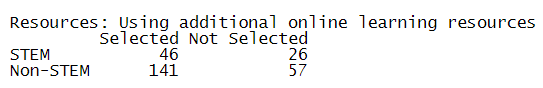 Resources: Using additional online learning resources
Selected Not Selected
STEM 46 26
Non-STEM 141 57